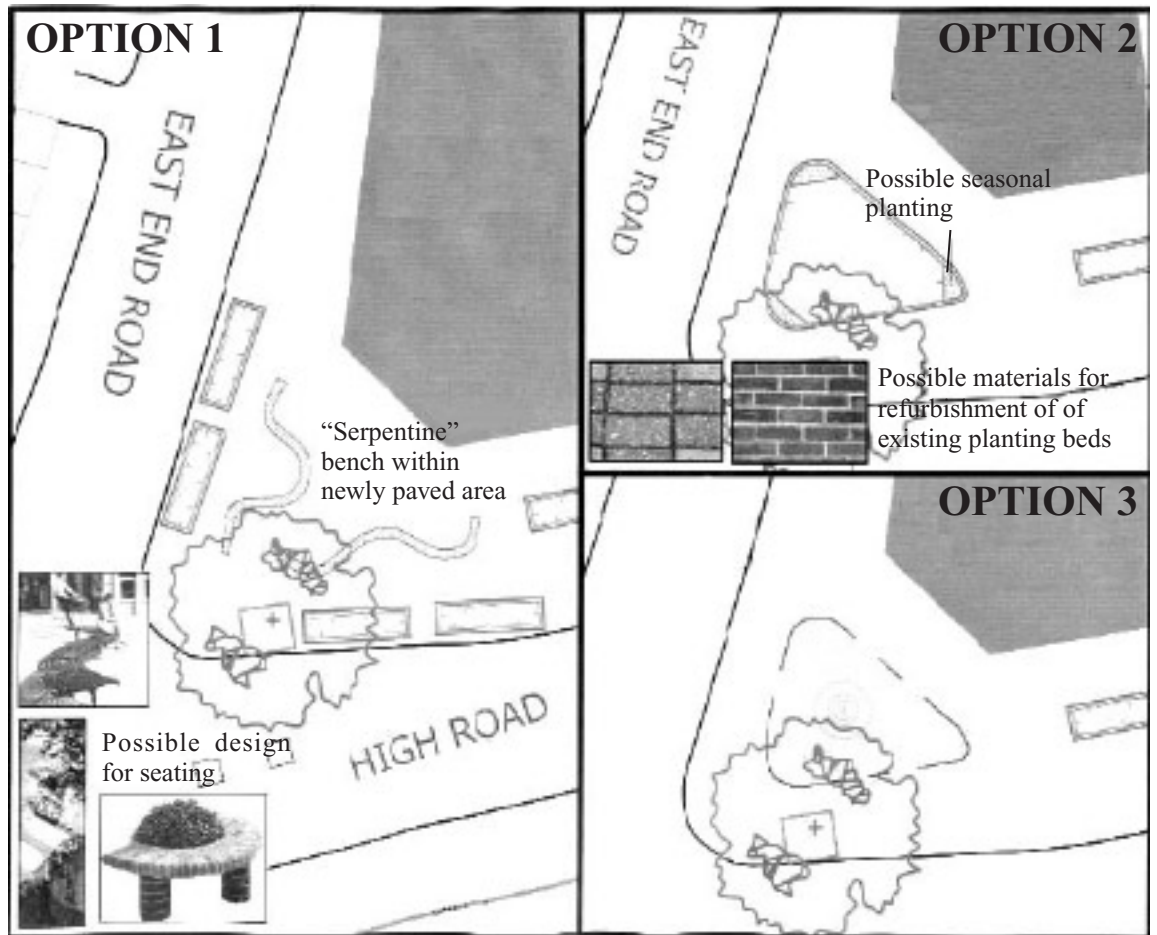 OPTION 1
EAST END ROAD
“Serpentine”
bench within
newly paved area
HIGH ROAD
Possible design
for seating
OPTION 2
EAST END ROAD
Possible seasonal
planting
Possible materials for
refurbishment of of
existing planting beds
OPTION 3